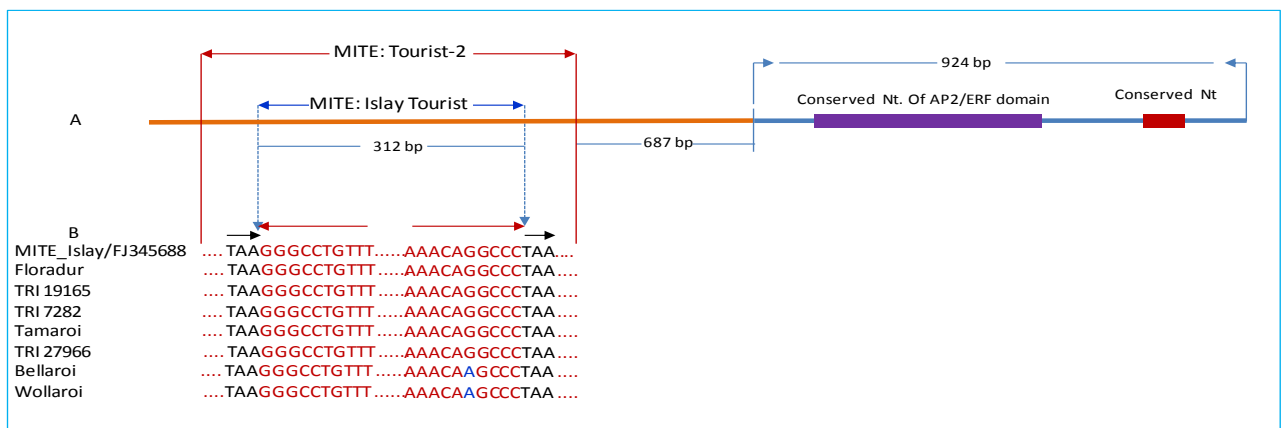 MITE: Tourist-2
924 bp
MITE: Islay Tourist
Conserved Nt. Of AP2/ERF domain
Conserved Nt
A
312 bp
687 bp
B
MITE_Islay/FJ345688 ....TAAGGGCCTGTTT......AAACAGGCCCTAA....
Floradur ....TAAGGGCCTGTTT......AAACAGGCCCTAA....
TRI 19165 ....TAAGGGCCTGTTT......AAACAGGCCCTAA....
TRI 7282 ....TAAGGGCCTGTTT......AAACAGGCCCTAA....
Tamaroi ....TAAGGGCCTGTTT......AAACAGGCCCTAA....
TRI 27966 ....TAAGGGCCTGTTT......AAACAGGCCCTAA....
Bellaroi ....TAAGGGCCTGTTT......AAACAAGCCCTAA....
Wollaroi ....TAAGGGCCTGTTT......AAACAAGCCCTAA....